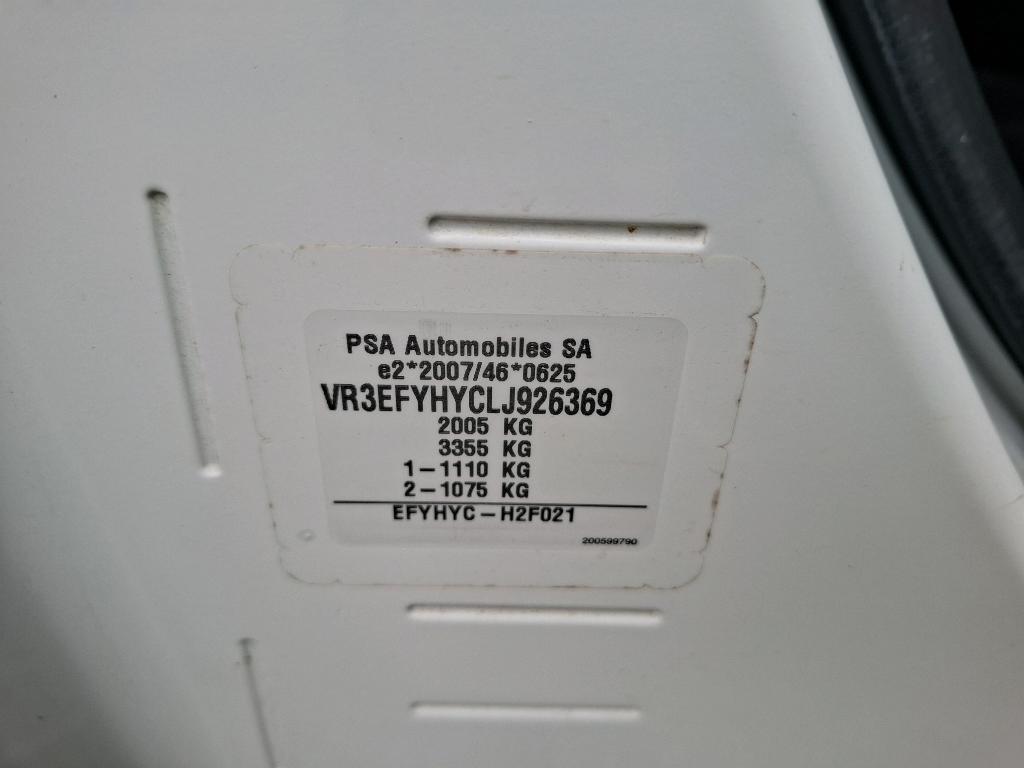 PSA Automobiles SA
e2*2007/46*0625
VR3EFYHYCLJ926369
2005 KG
3355 KG
1-1110 KG
2-1075 KG
EFYHYC-H2F021
200599790